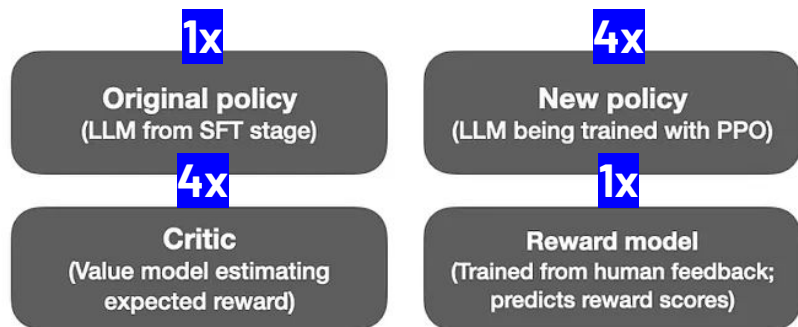 1x
Original policy
(LLM from SFT stage)
4x
New policy
(LLM being trained with PPO)
4x
Critic
(Value model estimating
expected reward)
1x
Reward model
(Trained from human feedback;
predicts reward scores)